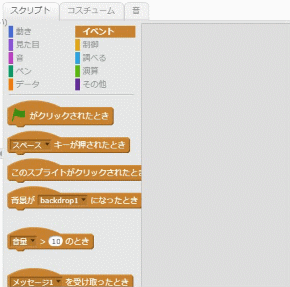 スクリプト コスチューム 音
動き イベント
見た目 制御
音 調べる
ペン 演算
データ その他
がクリックされたとき
スペース キーが押されたとき
このスプライトがクリックされたとき
背景が backdrop1 になったとき
音量 > 10 のとき
メッセージ1 を受け取ったとき